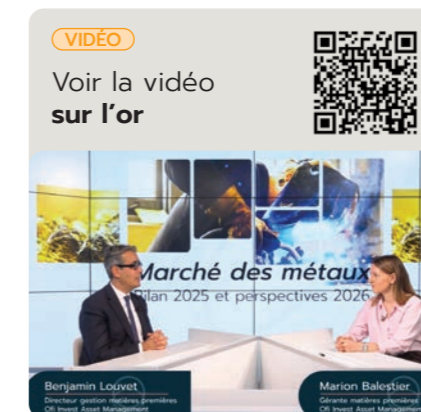 VIDÉO
Voir la vidéo
sur l'or
Marché des métaux
Bilan 2025 et perspectives 2026
Benjamin Louvet
Directeur gestion matières premières
Ofi Invest Asset Management
Marion Balestier
Gérante matières premières
Ofi Invest Asset Management